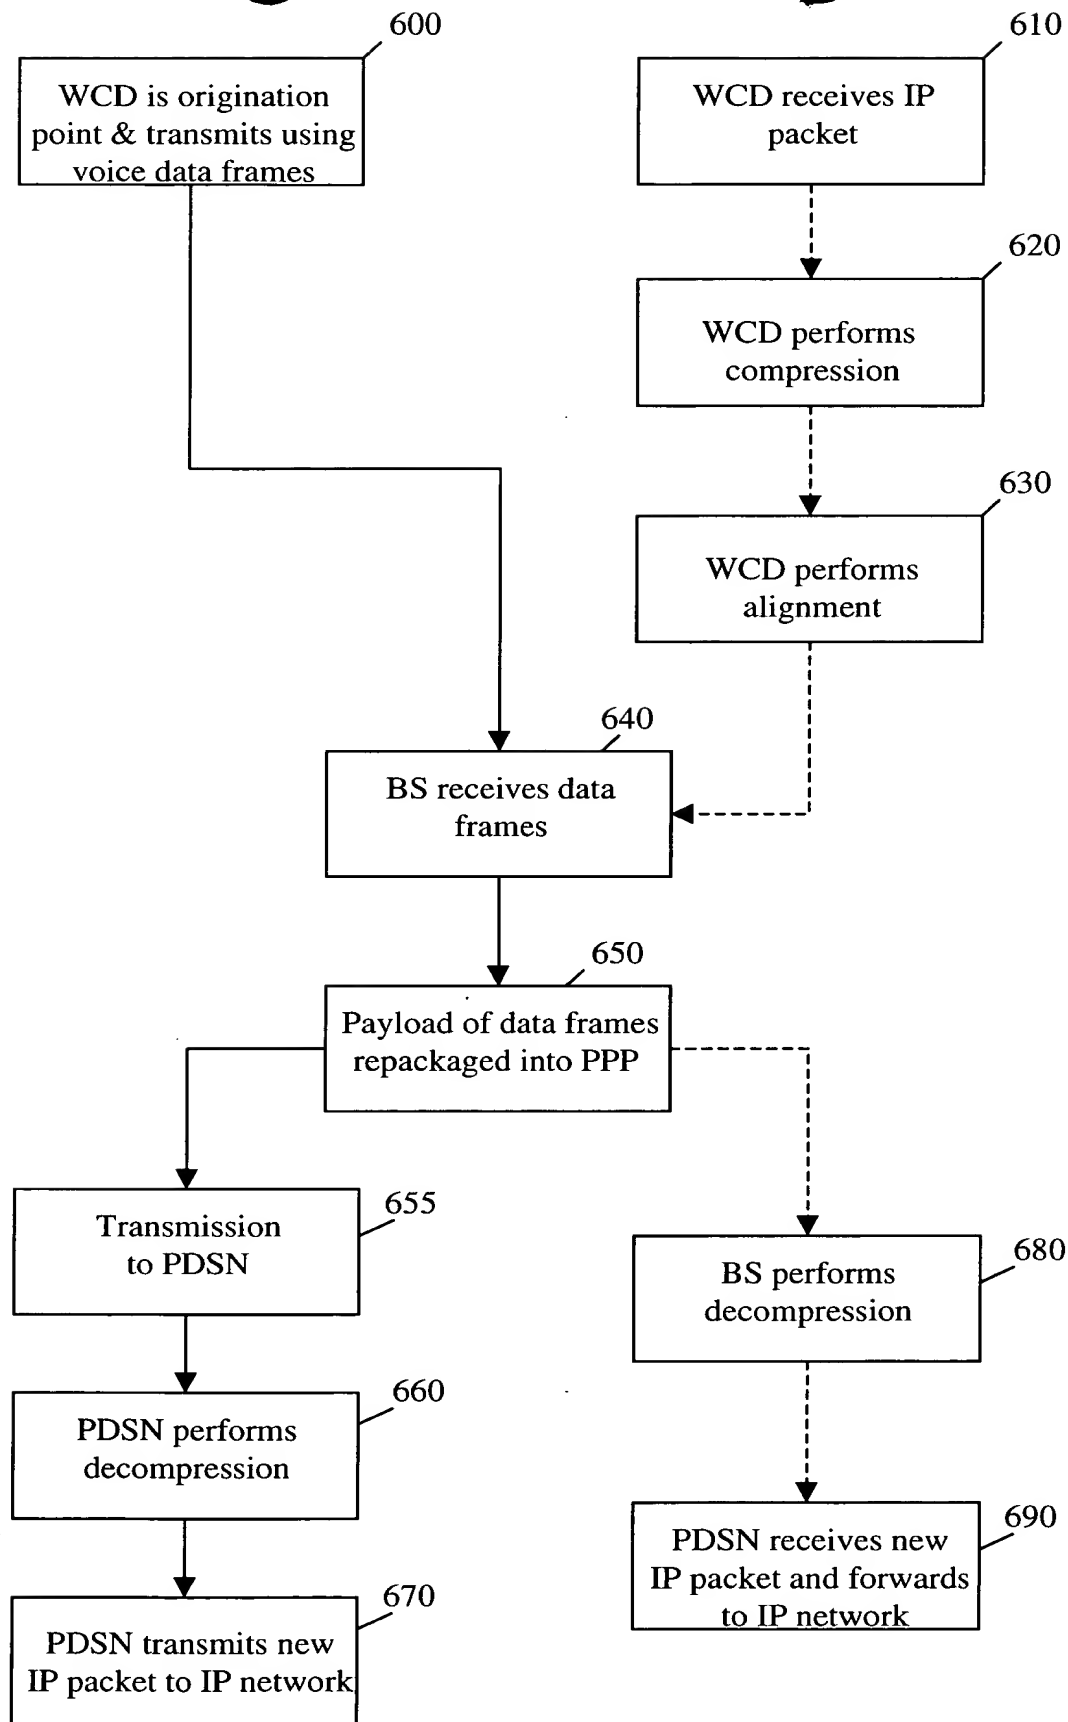 600
WCD is origination
point & transmits using
voice data frames
610
WCD receives IP
packet
620
WCD performs
compression
630
WCD performs
alignment
640
BS receives data
frames
650
Payload of data frames
repackaged into PPP
655
Transmission
to PDSN
660
PDSN performs
decompression
670
PDSN transmits new
IP packet to IP network
680
BS performs
decompression
690
PDSN receives new
IP packet and forwards
to IP network